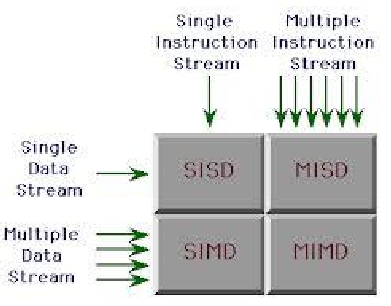 Single
Instruction
Stream
Multiple
Instruction
Stream
Single
Data
Stream
SISD
MISD
Multiple
Data
Stream
SIMD
MIMD